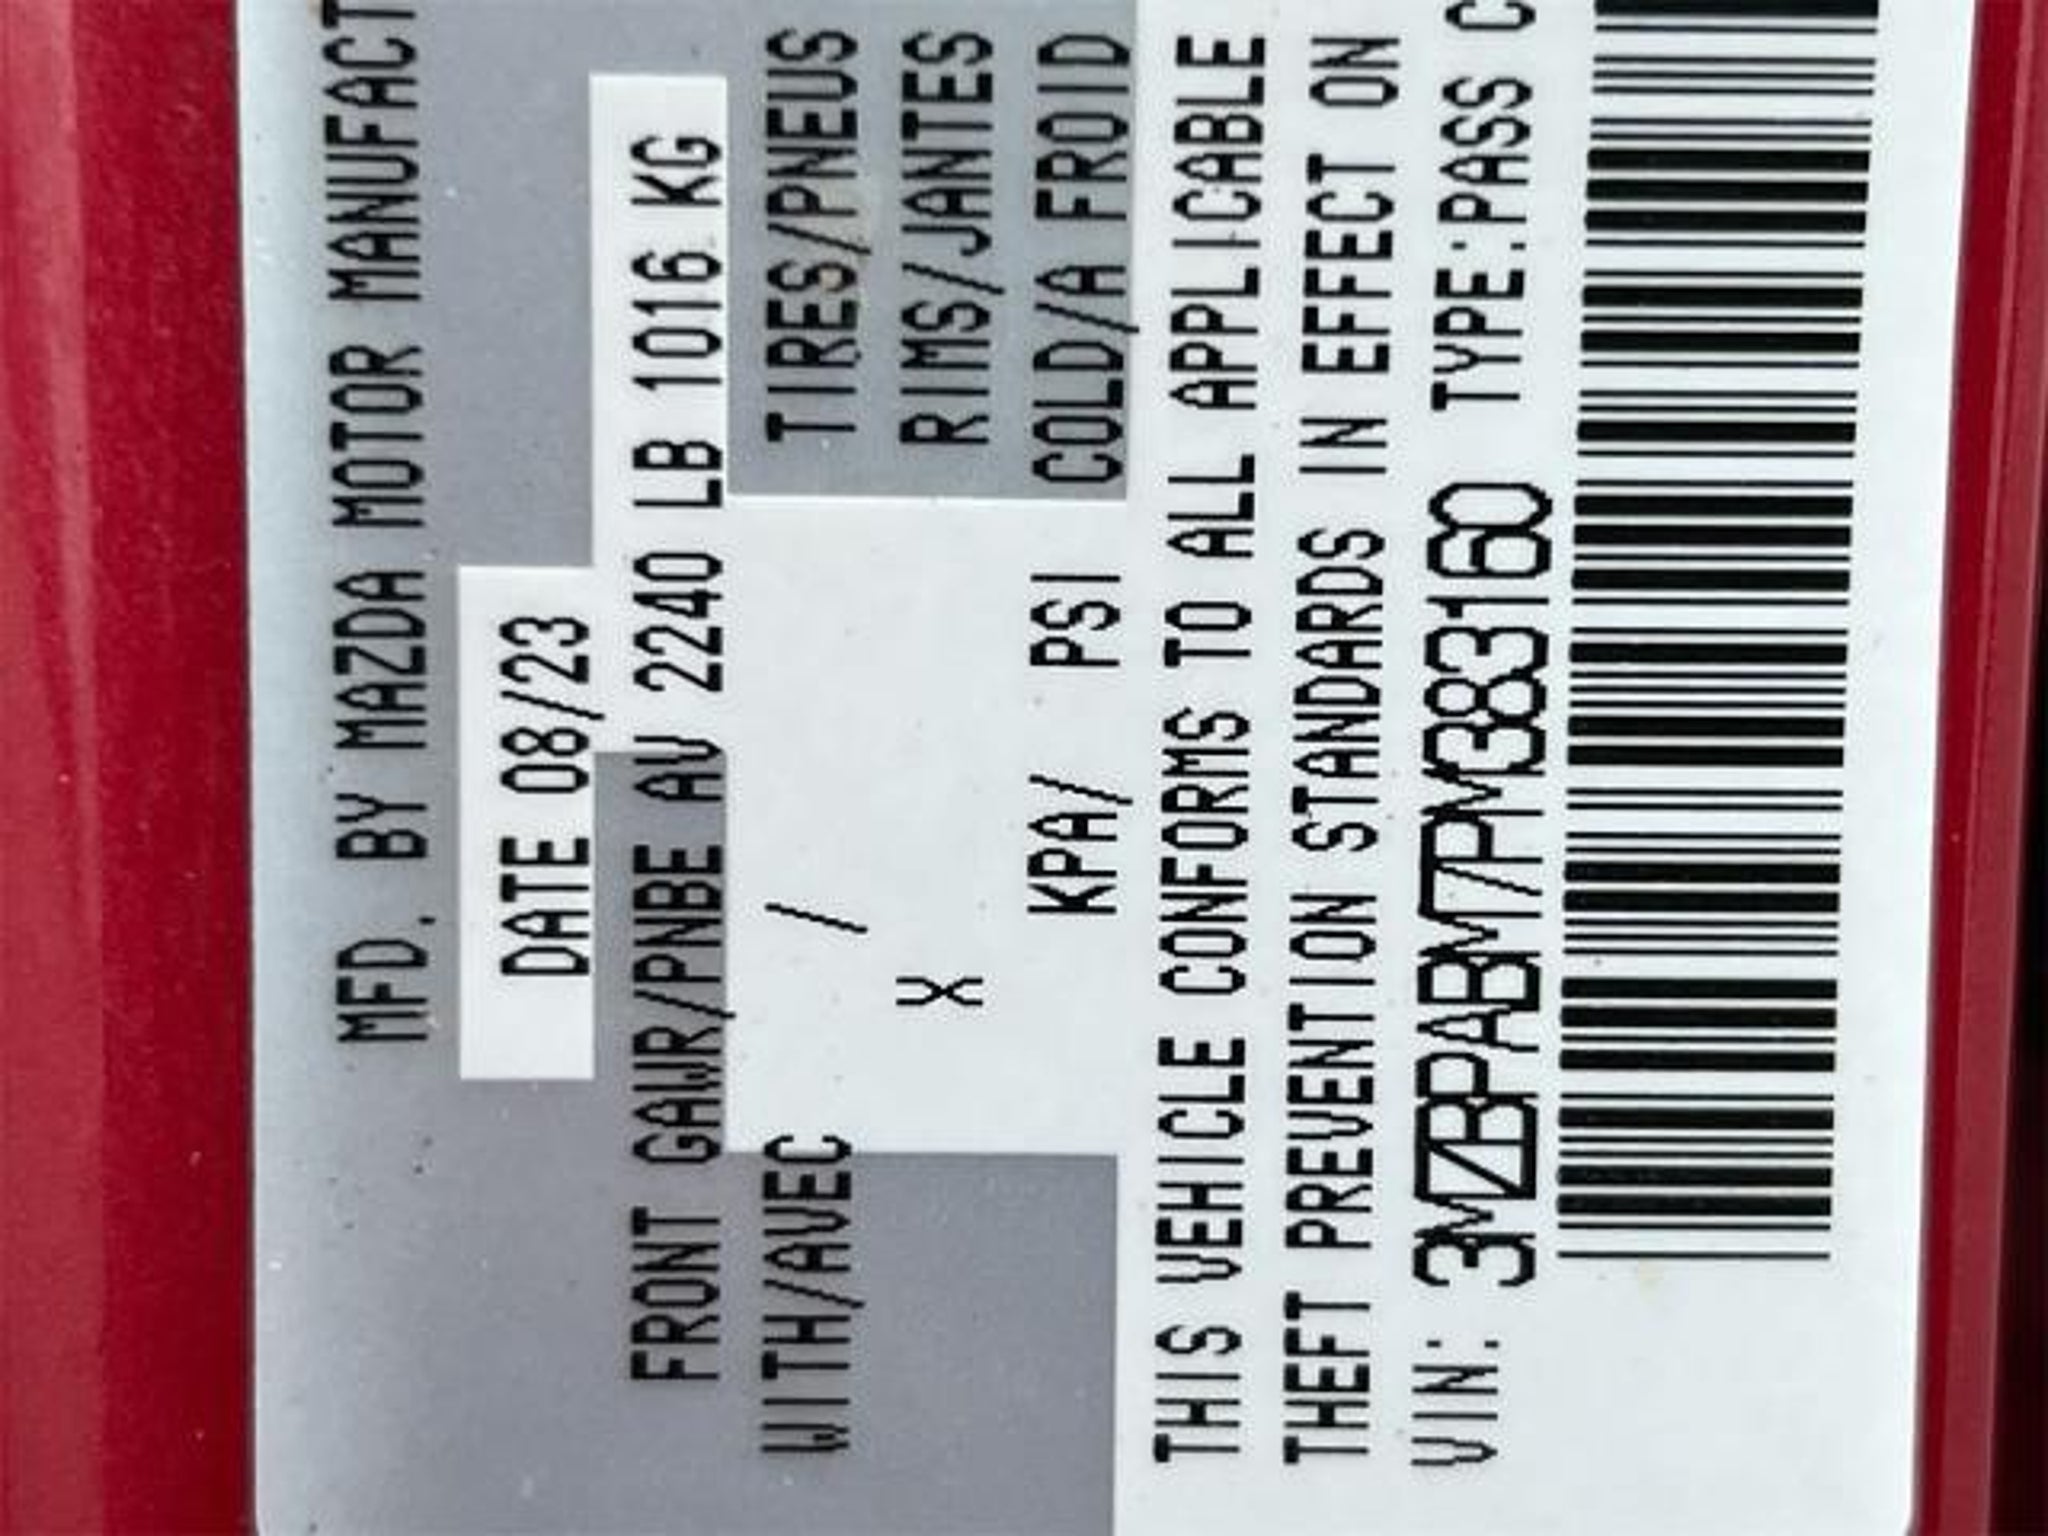 MFD. BY MAZDA MOTOR MANUFACT
DATE 08/23
FRONT GAWR/PNBE AV 2240 LB 1016 KG
WITH/AVEC / TIRES/PNEUS
X RIMS/JANTES
KPA/ PSI COLD/A FROID
THIS VEHICLE CONFORMS TO ALL APPLICABLE
THEFT PREVENTION STANDARDS IN EFFECT ON
VIN: 3MZBPABM7PM383160 TYPE:PASS C